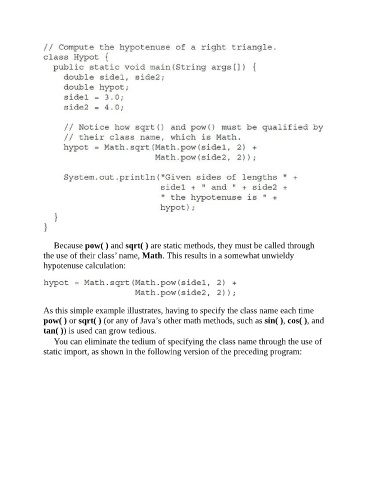 // Compute the hypotenuse of a right triangle.
class Hypot {
  public static void main(String args[]) {
    double side1, side2;
    double hypot;
    side1 = 3.0;
    side2 = 4.0;

    // Notice how sqrt() and pow() must be qualified by
    // their class name, which is Math.
    hypot = Math.sqrt(Math.pow(side1, 2) +
                      Math.pow(side2, 2));

    System.out.println("Given sides of lengths " +
                       side1 + " and " + side2 +
                       " the hypotenuse is " +
                       hypot);
  }
}
Because pow( ) and sqrt( ) are static methods, they must be called through
the use of their class’ name, Math. This results in a somewhat unwieldy
hypotenuse calculation:
hypot = Math.sqrt(Math.pow(side1, 2) +
                  Math.pow(side2, 2));
As this simple example illustrates, having to specify the class name each time
pow( ) or sqrt( ) (or any of Java’s other math methods, such as sin( ), cos( ), and
tan( )) is used can grow tedious.
You can eliminate the tedium of specifying the class name through the use of
static import, as shown in the following version of the preceding program: